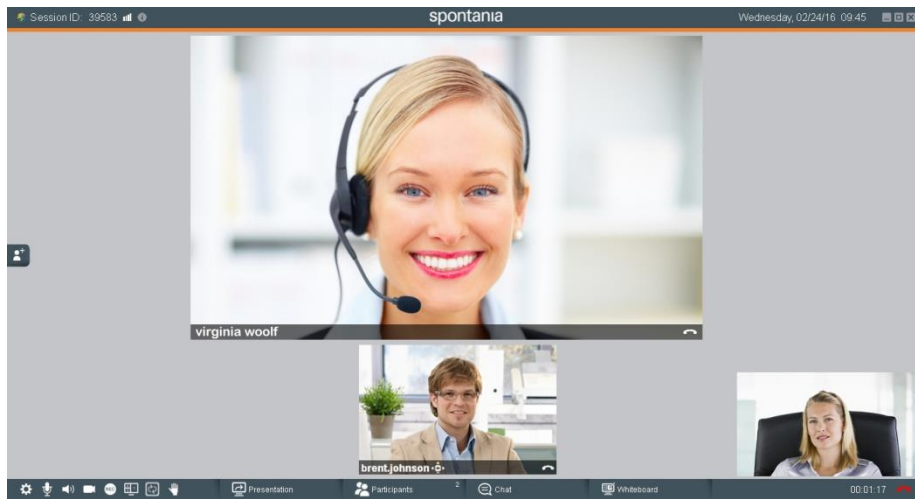 Session ID: 39583
spontania
Wednesday, 02/24/16 09:45
virginia woolf
brent.johnson
REC
Presentation
Participants 2
Chat
Whiteboard
00:01:17